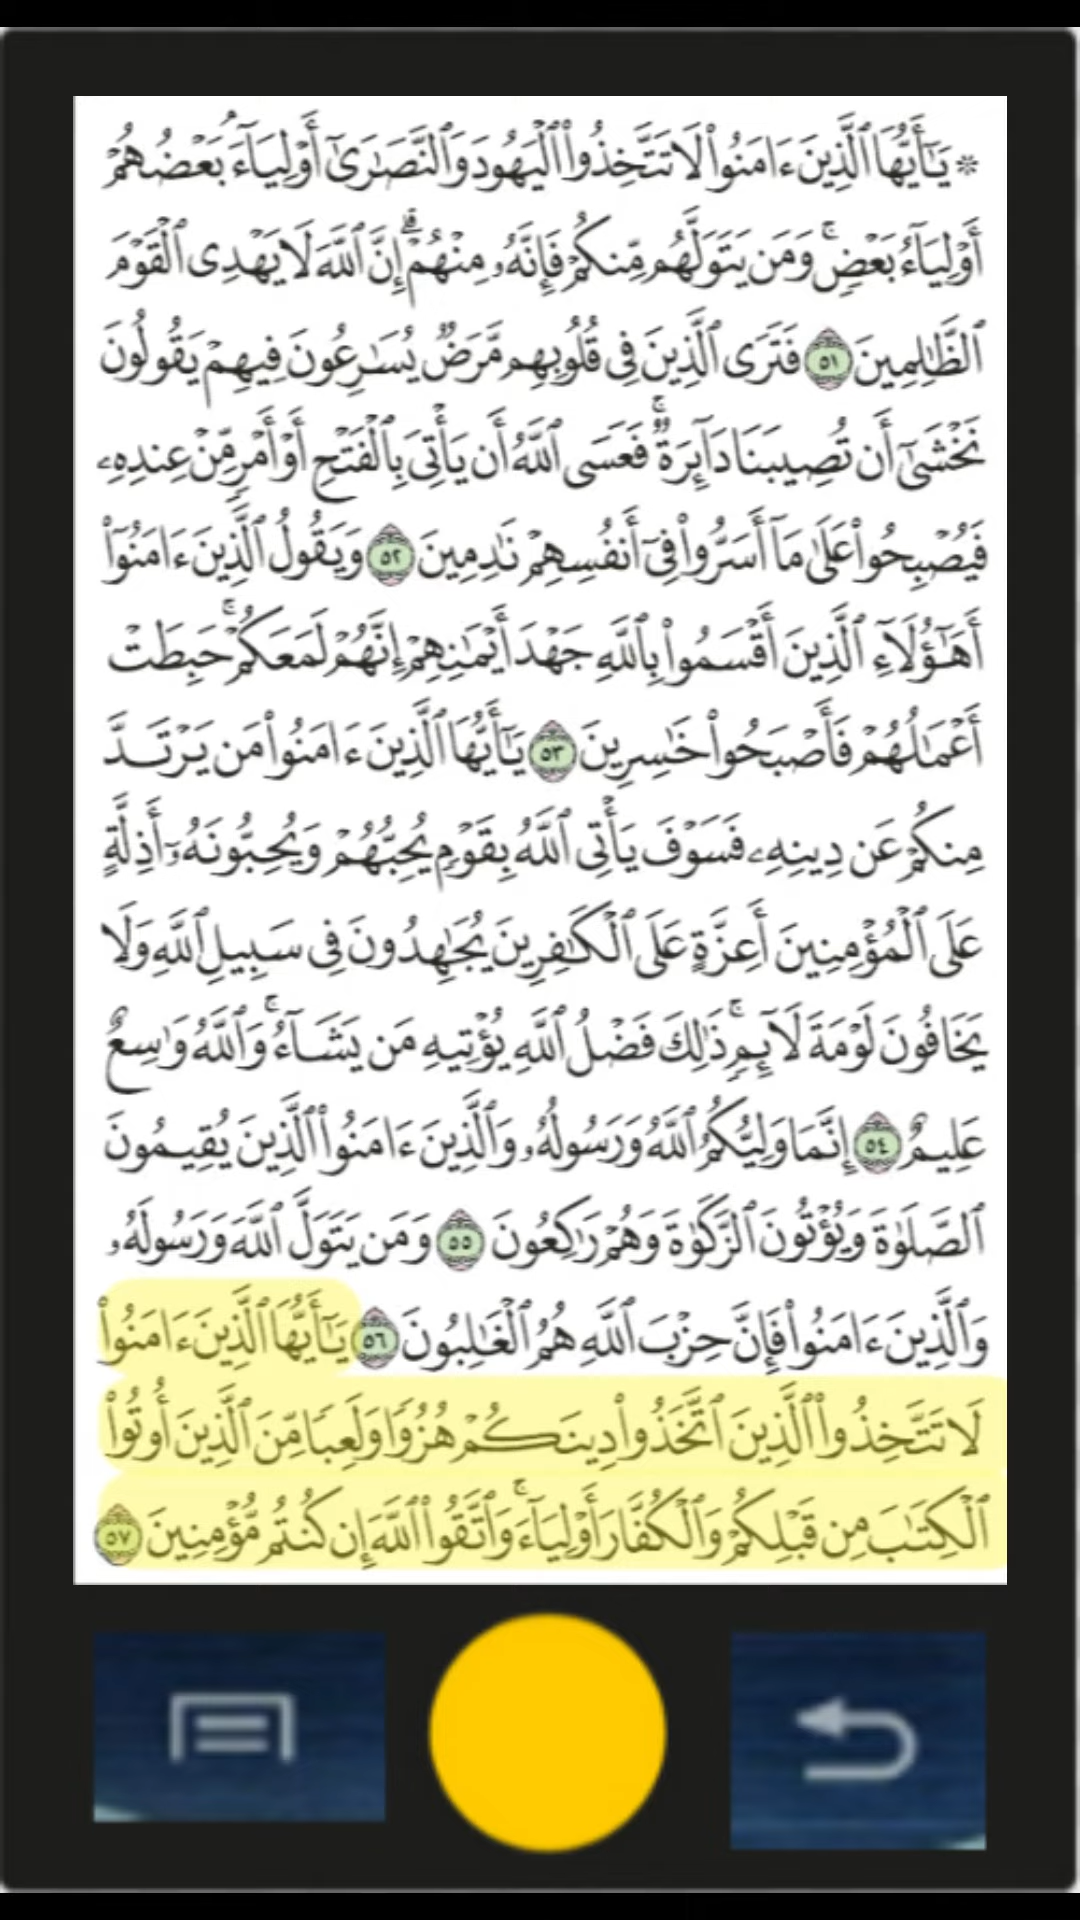 ۞ يَٰٓأَيُّهَا ٱلَّذِينَ ءَامَنُوا۟ لَا تَتَّخِذُوا۟ ٱلْيَهُودَ وَٱلنَّصَٰرَىٰٓ أَوْلِيَآءَ ۘ بَعْضُهُمْ
أَوْلِيَآءُ بَعْضٍ ۚ وَمَن يَتَوَلَّهُم مِّنكُمْ فَإِنَّهُۥ مِنْهُمْ ۗ إِنَّ ٱللَّهَ لَا يَهْدِى ٱلْقَوْمَ
ٱلظَّٰلِمِينَ ٥١ فَتَرَى ٱلَّذِينَ فِى قُلُوبِهِم مَّرَضٌ يُسَٰرِعُونَ فِيهِمْ يَقُولُونَ
نَخْشَىٰٓ أَن تُصِيبَنَا دَآئِرَةٌ ۚ فَعَسَى ٱللَّهُ أَن يَأْتِىَ بِٱلْفَتْحِ أَوْ أَمْرٍ مِّنْ عِندِهِۦ
فَيُصْبِحُوا۟ عَلَىٰ مَآ أَسَرُّوا۟ فِىٓ أَنفُسِهِمْ نَٰدِمِينَ ٥٢ وَيَقُولُ ٱلَّذِينَ ءَامَنُوٓا۟
أَهَٰٓؤُلَآءِ ٱلَّذِينَ أَقْسَمُوا۟ بِٱللَّهِ جَهْدَ أَيْمَٰنِهِمْ إِنَّهُمْ لَمَعَكُمْ ۚ حَبِطَتْ
أَعْمَٰلُهُمْ فَأَصْبَحُوا۟ خَٰسِرِينَ ٥٣ يَٰٓأَيُّهَا ٱلَّذِينَ ءَامَنُوا۟ مَن يَرْتَدَّ
مِنكُمْ عَن دِينِهِۦ فَسَوْفَ يَأْتِى ٱللَّهُ بِقَوْمٍ يُحِبُّهُمْ وَيُحِبُّونَهُۥٓ أَذِلَّةٍ
عَلَى ٱلْمُؤْمِنِينَ أَعِزَّةٍ عَلَى ٱلْكَٰفِرِينَ يُجَٰهِدُونَ فِى سَبِيلِ ٱللَّهِ وَلَا
يَخَافُونَ لَوْمَةَ لَآئِمٍ ۚ ذَٰلِكَ فَضْلُ ٱللَّهِ يُؤْتِيهِ مَن يَشَآءُ ۚ وَٱللَّهُ وَٰسِعٌ
عَلِيمٌ ٥٤ إِنَّمَا وَلِيُّكُمُ ٱللَّهُ وَرَسُولُهُۥ وَٱلَّذِينَ ءَامَنُوا۟ ٱلَّذِينَ يُقِيمُونَ
ٱلصَّلَوٰةَ وَيُؤْتُونَ ٱلزَّكَوٰةَ وَهُمْ رَٰكِعُونَ ٥٥ وَمَن يَتَوَلَّ ٱللَّهَ وَرَسُولَهُۥ
وَٱلَّذِينَ ءَامَنُوا۟ فَإِنَّ حِزْبَ ٱللَّهِ هُمُ ٱلْغَٰلِبُونَ ٥٦ يَٰٓأَيُّهَا ٱلَّذِينَ ءَامَنُوا۟
لَا تَتَّخِذُوا۟ ٱلَّذِينَ ٱتَّخَذُوا۟ دِينَكُمْ هُزُوًا وَلَعِبًا مِّنَ ٱلَّذِينَ أُوتُوا۟
ٱلْكِتَٰبَ مِن قَبْلِكُمْ وَٱلْكُفَّارَ أَوْلِيَآءَ ۚ وَٱتَّقُوا۟ ٱللَّهَ إِن كُنتُم مُّؤْمِنِينَ ٥٧